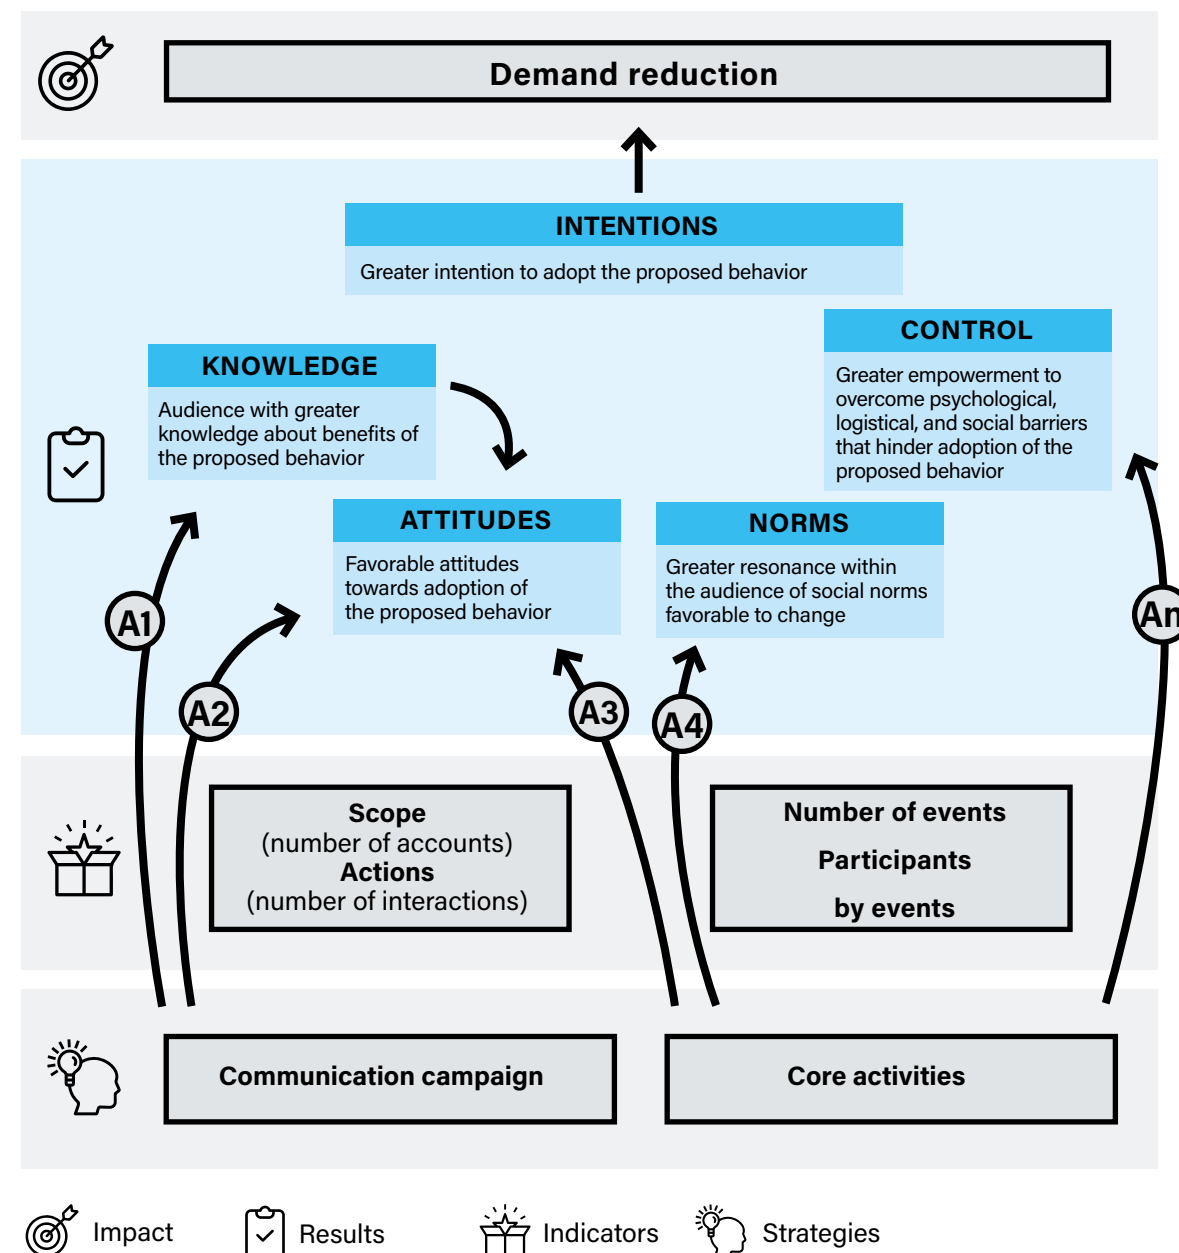 Demand reduction
INTENTIONS
Greater intention to adopt the proposed behavior
CONTROL
Greater empowerment to
overcome psychological,
logistical, and social barriers
that hinder adoption of the
proposed behavior
KNOWLEDGE
Audience with greater
knowledge about benefits of
the proposed behavior
ATTITUDES
Favorable attitudes
towards adoption of
the proposed behavior
NORMS
Greater resonance within
the audience of social norms
favorable to change
A1
A2
A3
A4
An
Scope
(number of accounts)
Actions
(number of interactions)
Number of events
Participants
by events
Communication campaign
Core activities
Impact
Results
Indicators
Strategies